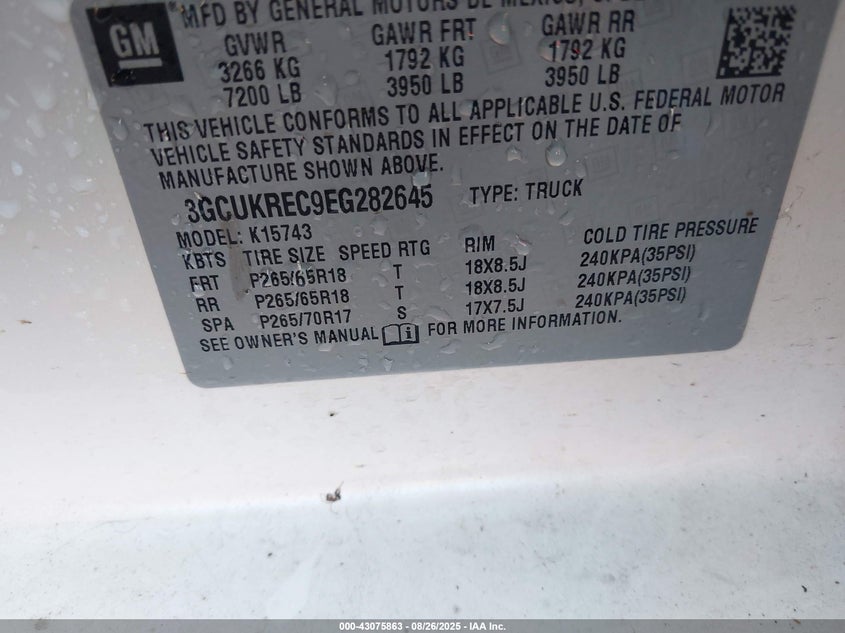 MFD BY GENERAL MOTORS DE MEXICO,
GM
GVWR GAWR FRT GAWR RR
3266 KG 1792 KG 1792 KG
7200 LB 3950 LB 3950 LB
THIS VEHICLE CONFORMS TO ALL APPLICABLE U.S. FEDERAL MOTOR
VEHICLE SAFETY STANDARDS IN EFFECT ON THE DATE OF
MANUFACTURE SHOWN ABOVE.
3GCUKREC9EG282645 TYPE: TRUCK
MODEL: K15743
KBTS TIRE SIZE SPEED RTG RIM COLD TIRE PRESSURE
FRT P265/65R18 T 18X8.5J 240KPA(35PSI)
RR P265/65R18 T 18X8.5J 240KPA(35PSI)
SPA P265/70R17 S 17X7.5J 240KPA(35PSI)
SEE OWNER'S MANUAL FOR MORE INFORMATION.
000-43075863 - 08/26/2025 - IAA Inc.